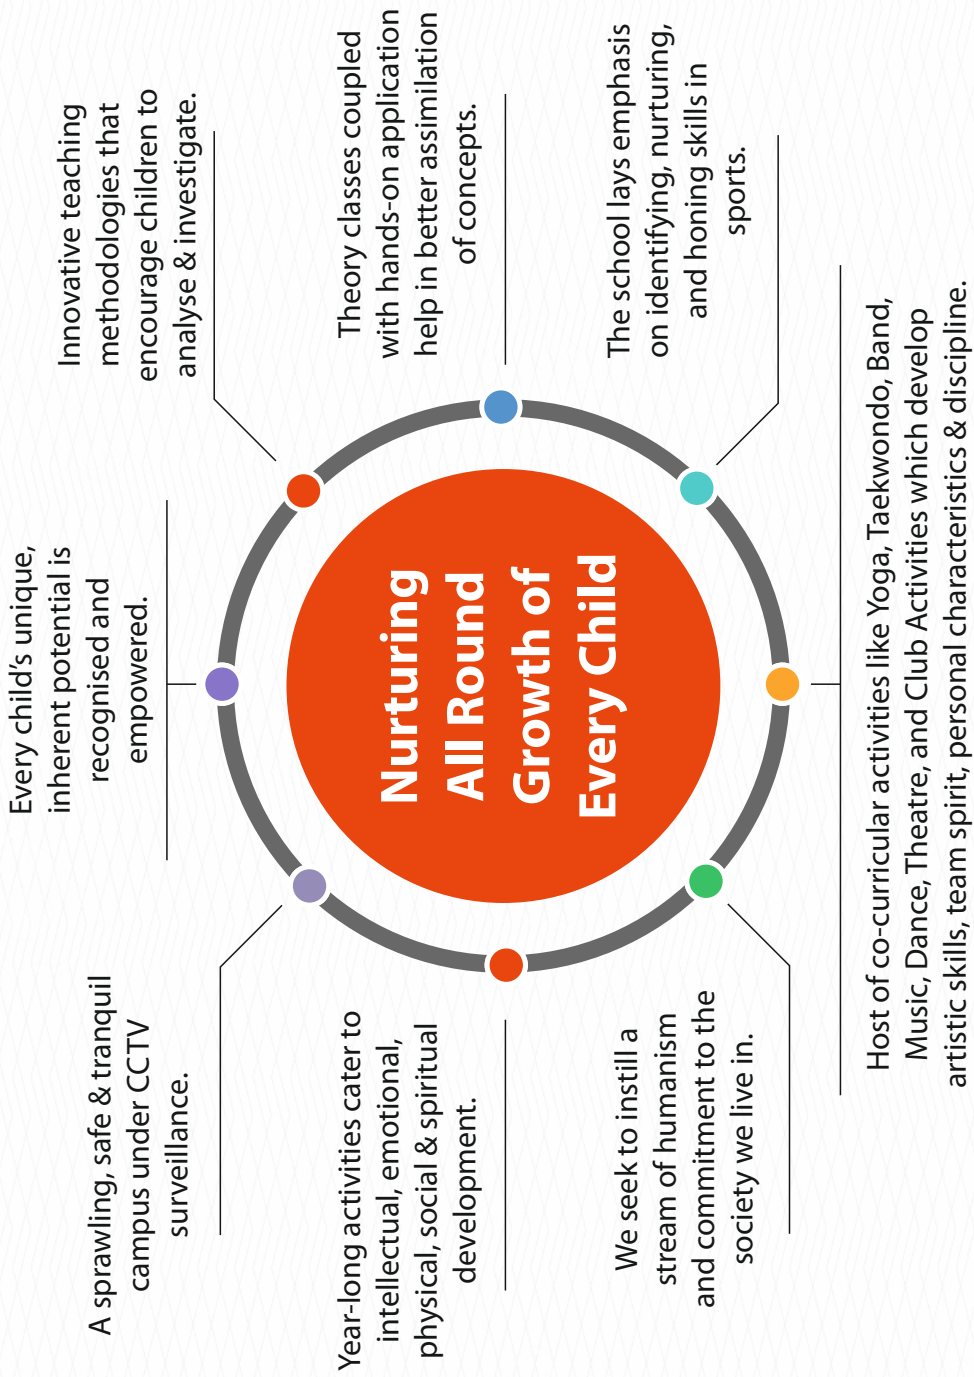 Nurturing
All Round
Growth of
Every Child
Every child's unique,
inherent potential is
recognised and
empowered.
Innovative teaching
methodologies that
encourage children to
analyse & investigate.
Theory classes coupled
with hands-on application
help in better assimilation
of concepts.
The school lays emphasis
on identifying, nurturing,
and honing skills in
sports.
Host of co-curricular activities like Yoga, Taekwondo, Band,
Music, Dance, Theatre, and Club Activities which develop
artistic skills, team spirit, personal characteristics & discipline.
We seek to instill a
stream of humanism
and commitment to the
society we live in.
Year-long activities cater to
intellectual, emotional,
physical, social & spiritual
development.
A sprawling, safe & tranquil
campus under CCTV
surveillance.